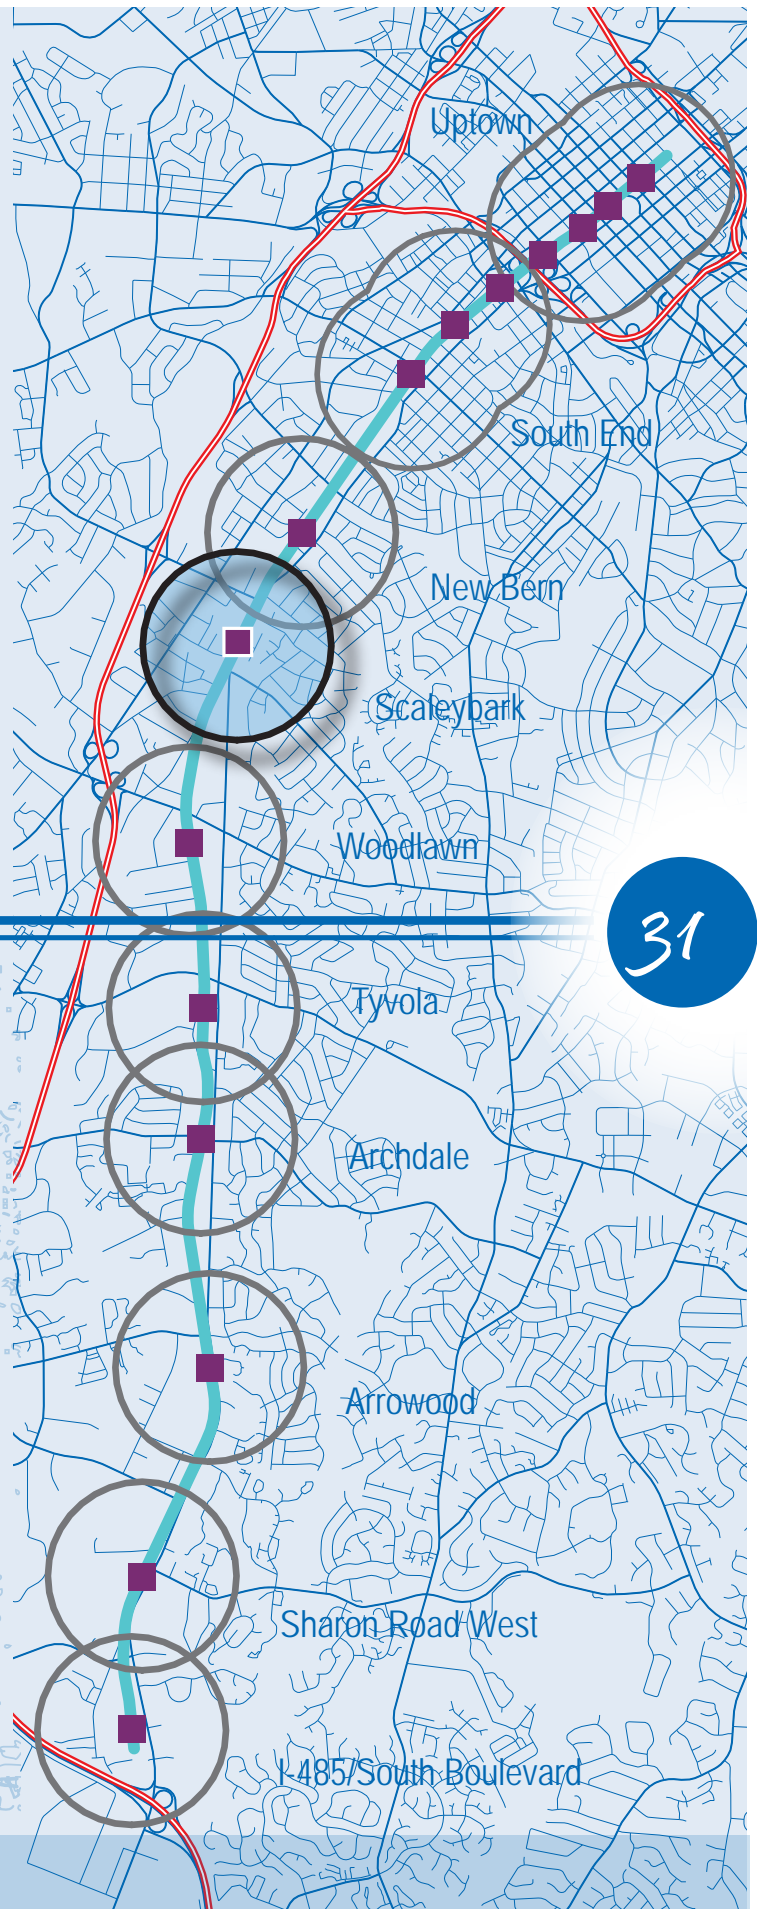 Uptown
South End
New Bern
Scaleybark
Woodlawn
31
Tyvola
Archdale
Arrowood
Sharon Road West
I-485/South Boulevard